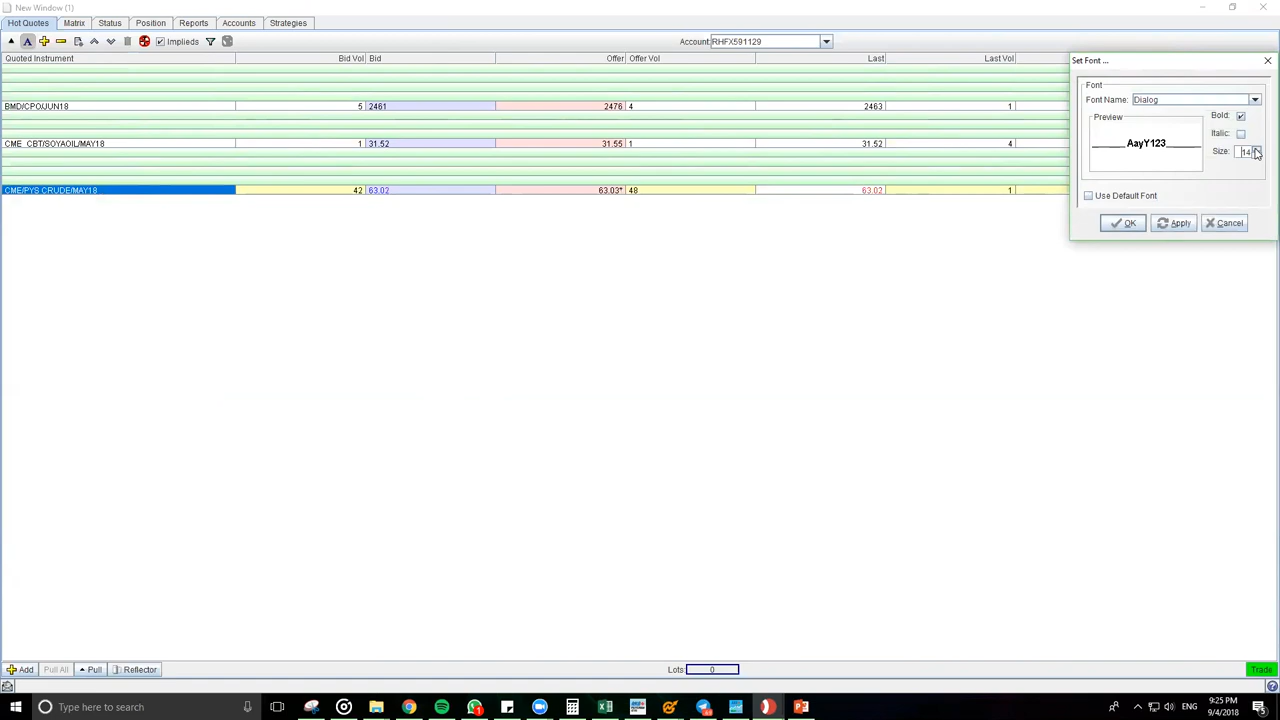 New Window (1)
Hot Quotes Matrix Status Position Reports Accounts Strategies
A Implieds Account: RHFX591129
Quoted Instrument Bid Vol Bid Offer Offer Vol Last Last Vol
BMD/CPO/JUN18 5 2461 2476 4 2463 1
CME_CBT/SOYAOIL/MAY18 1 31.52 31.55 1 31.52 4
CME/PYS CRUDE/MAY18 42 63.02 63.03* 48 63.02 1
Set Font ...
Font
Font Name: Dialog
Preview
AayY123
Bold:
Italic:
Size: 14
Use Default Font
OK Apply Cancel
Add Pull All Pull Reflector Lots: 0 Trade
Type here to search
ENG
9:25 PM
9/4/2018
5